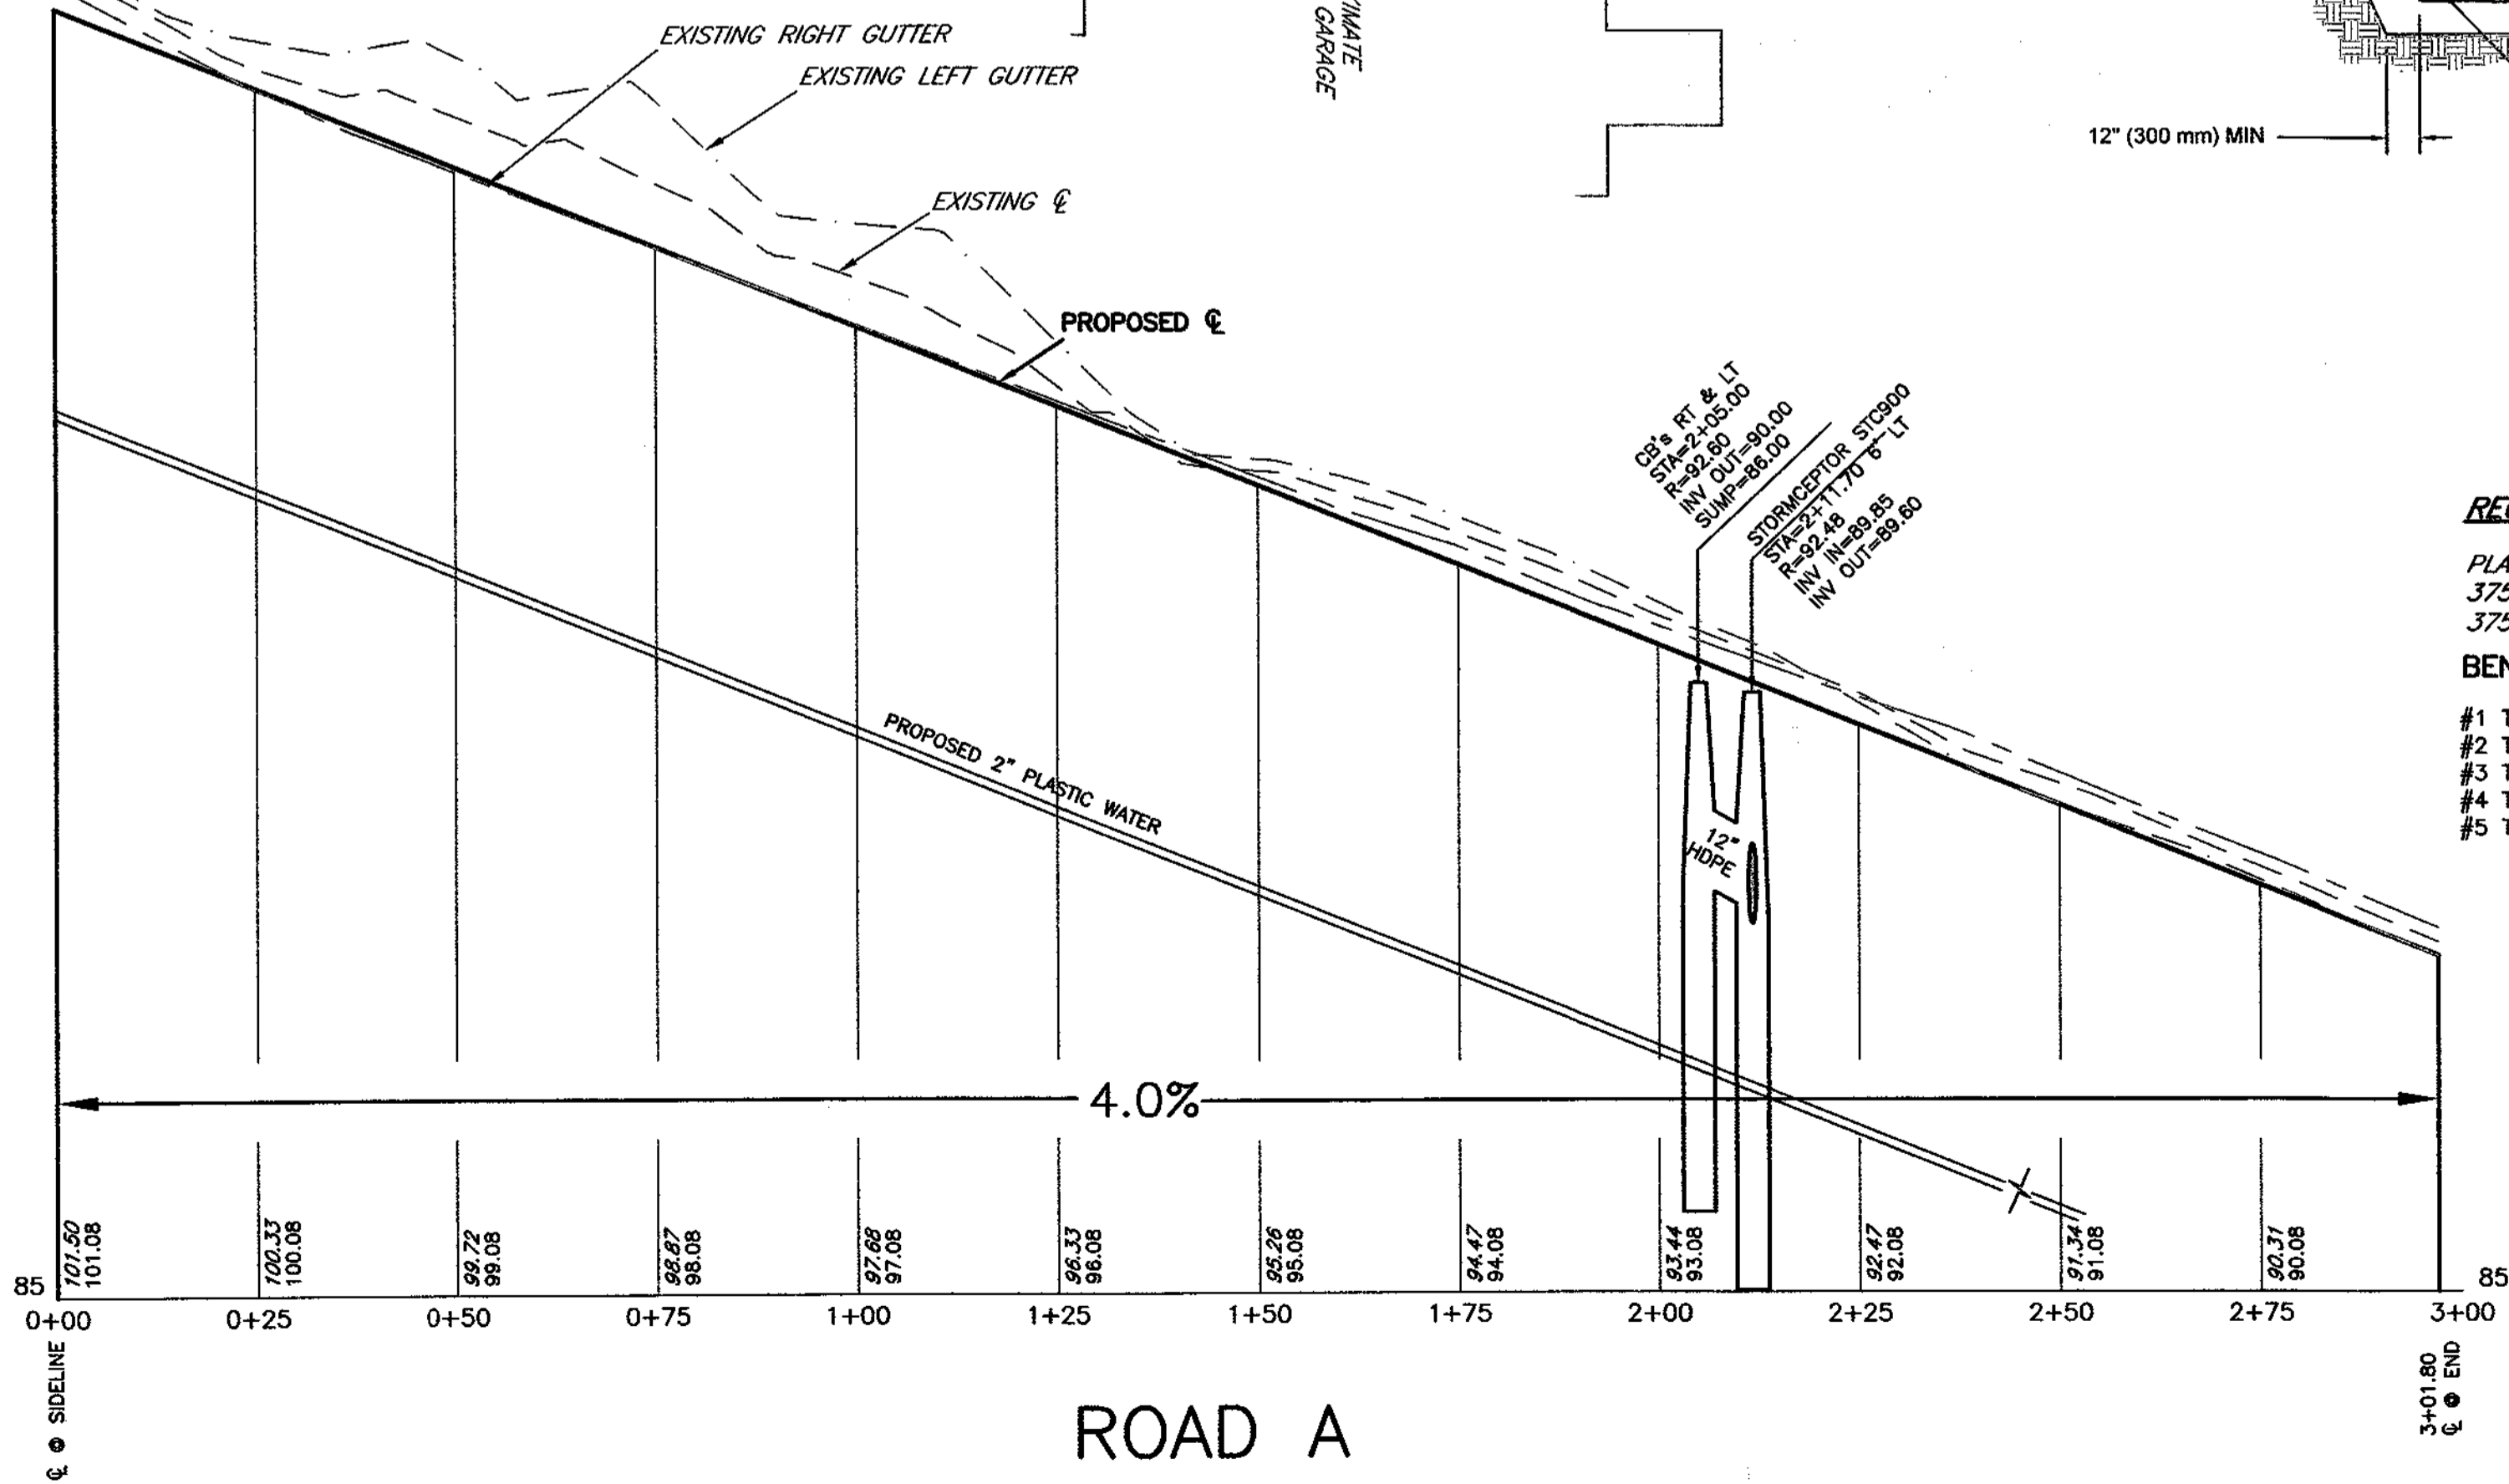 EXISTING RIGHT GUTTER
EXISTING LEFT GUTTER
EXISTING ℄
PROPOSED ℄
GARAGE
12" (300 mm) MIN
CB's RT & LT
STA=2+05.00
R=92.60
INV OUT=90.00
SUMP=86.00
STORMCEPTOR STC900
STA=2+11.70 6' LT
R=92.48
INV IN=89.85
INV OUT=89.60
375
375
#1
#2
#3
#4
#5
PROPOSED 2" PLASTIC WATER
12"
HDPE
4.0%
101.50
101.08
100.33
100.08
99.72
99.08
98.87
98.08
97.68
97.08
96.33
96.08
95.26
95.08
94.47
94.08
93.44
93.08
92.47
92.08
91.34
91.08
90.31
90.08
85
85
0+00
0+25
0+50
0+75
1+00
1+25
1+50
1+75
2+00
2+25
2+50
2+75
3+00
℄ @ SIDELINE
3+01.80
℄ @ END
ROAD A